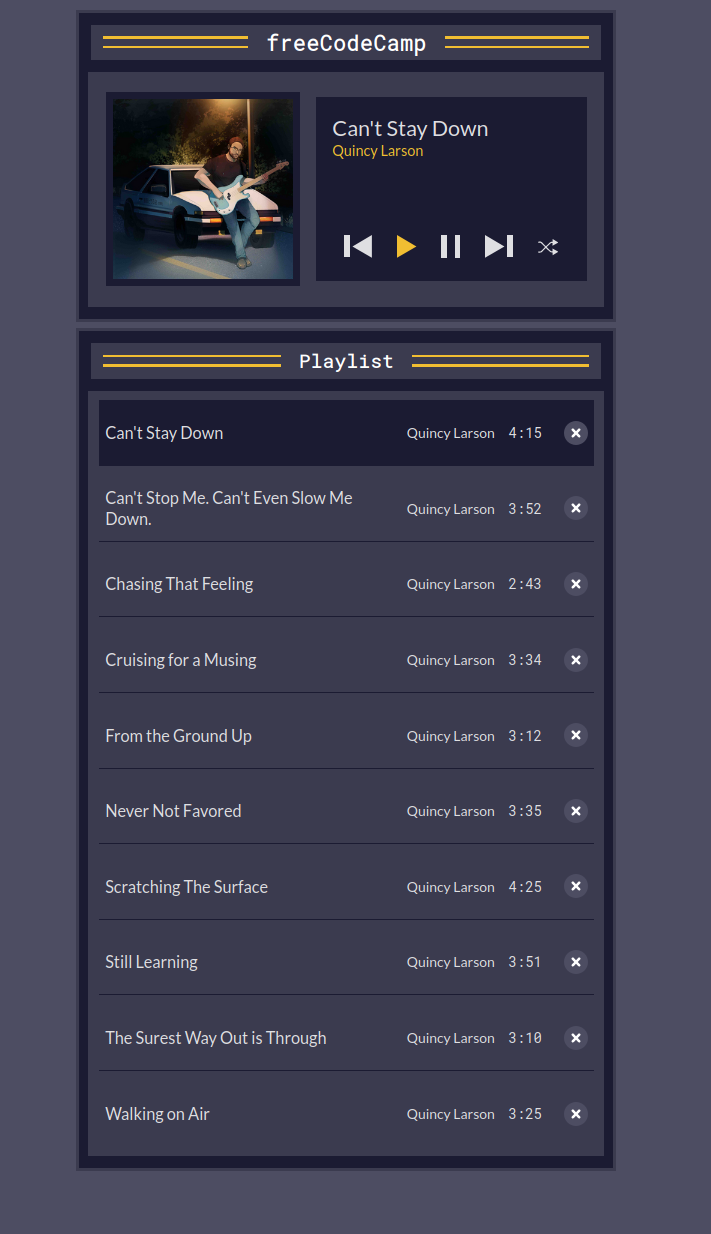 freeCodeCamp
Can't Stay Down
Quincy Larson
Playlist
Can't Stay Down Quincy Larson 4:15
Can't Stop Me. Can't Even Slow Me
Down. Quincy Larson 3:52
Chasing That Feeling Quincy Larson 2:43
Cruising for a Musing Quincy Larson 3:34
From the Ground Up Quincy Larson 3:12
Never Not Favored Quincy Larson 3:35
Scratching The Surface Quincy Larson 4:25
Still Learning Quincy Larson 3:51
The Surest Way Out is Through Quincy Larson 3:10
Walking on Air Quincy Larson 3:25